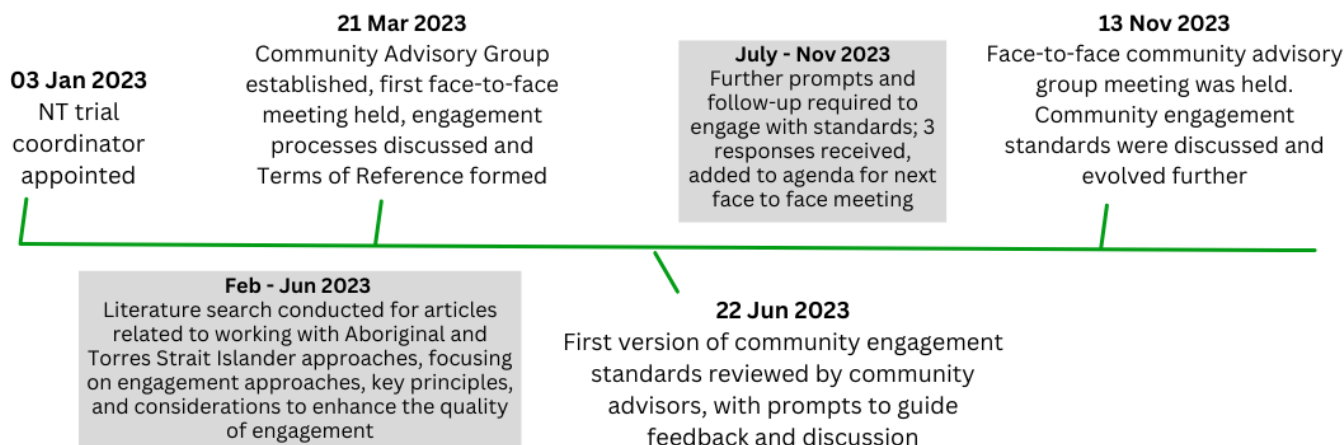 03 Jan 2023
NT trial
coordinator
appointed
21 Mar 2023
Community Advisory Group
established, first face-to-face
meeting held, engagement
processes discussed and
Terms of Reference formed
July - Nov 2023
Further prompts and
follow-up required to
engage with standards; 3
responses received,
added to agenda for next
face to face meeting
13 Nov 2023
Face-to-face community advisory
group meeting was held.
Community engagement
standards were discussed and
evolved further
Feb - Jun 2023
Literature search conducted for articles
related to working with Aboriginal and
Torres Strait Islander approaches, focusing
on engagement approaches, key principles,
and considerations to enhance the quality
of engagement
22 Jun 2023
First version of community engagement
standards reviewed by community
advisors, with prompts to guide
feedback and discussion